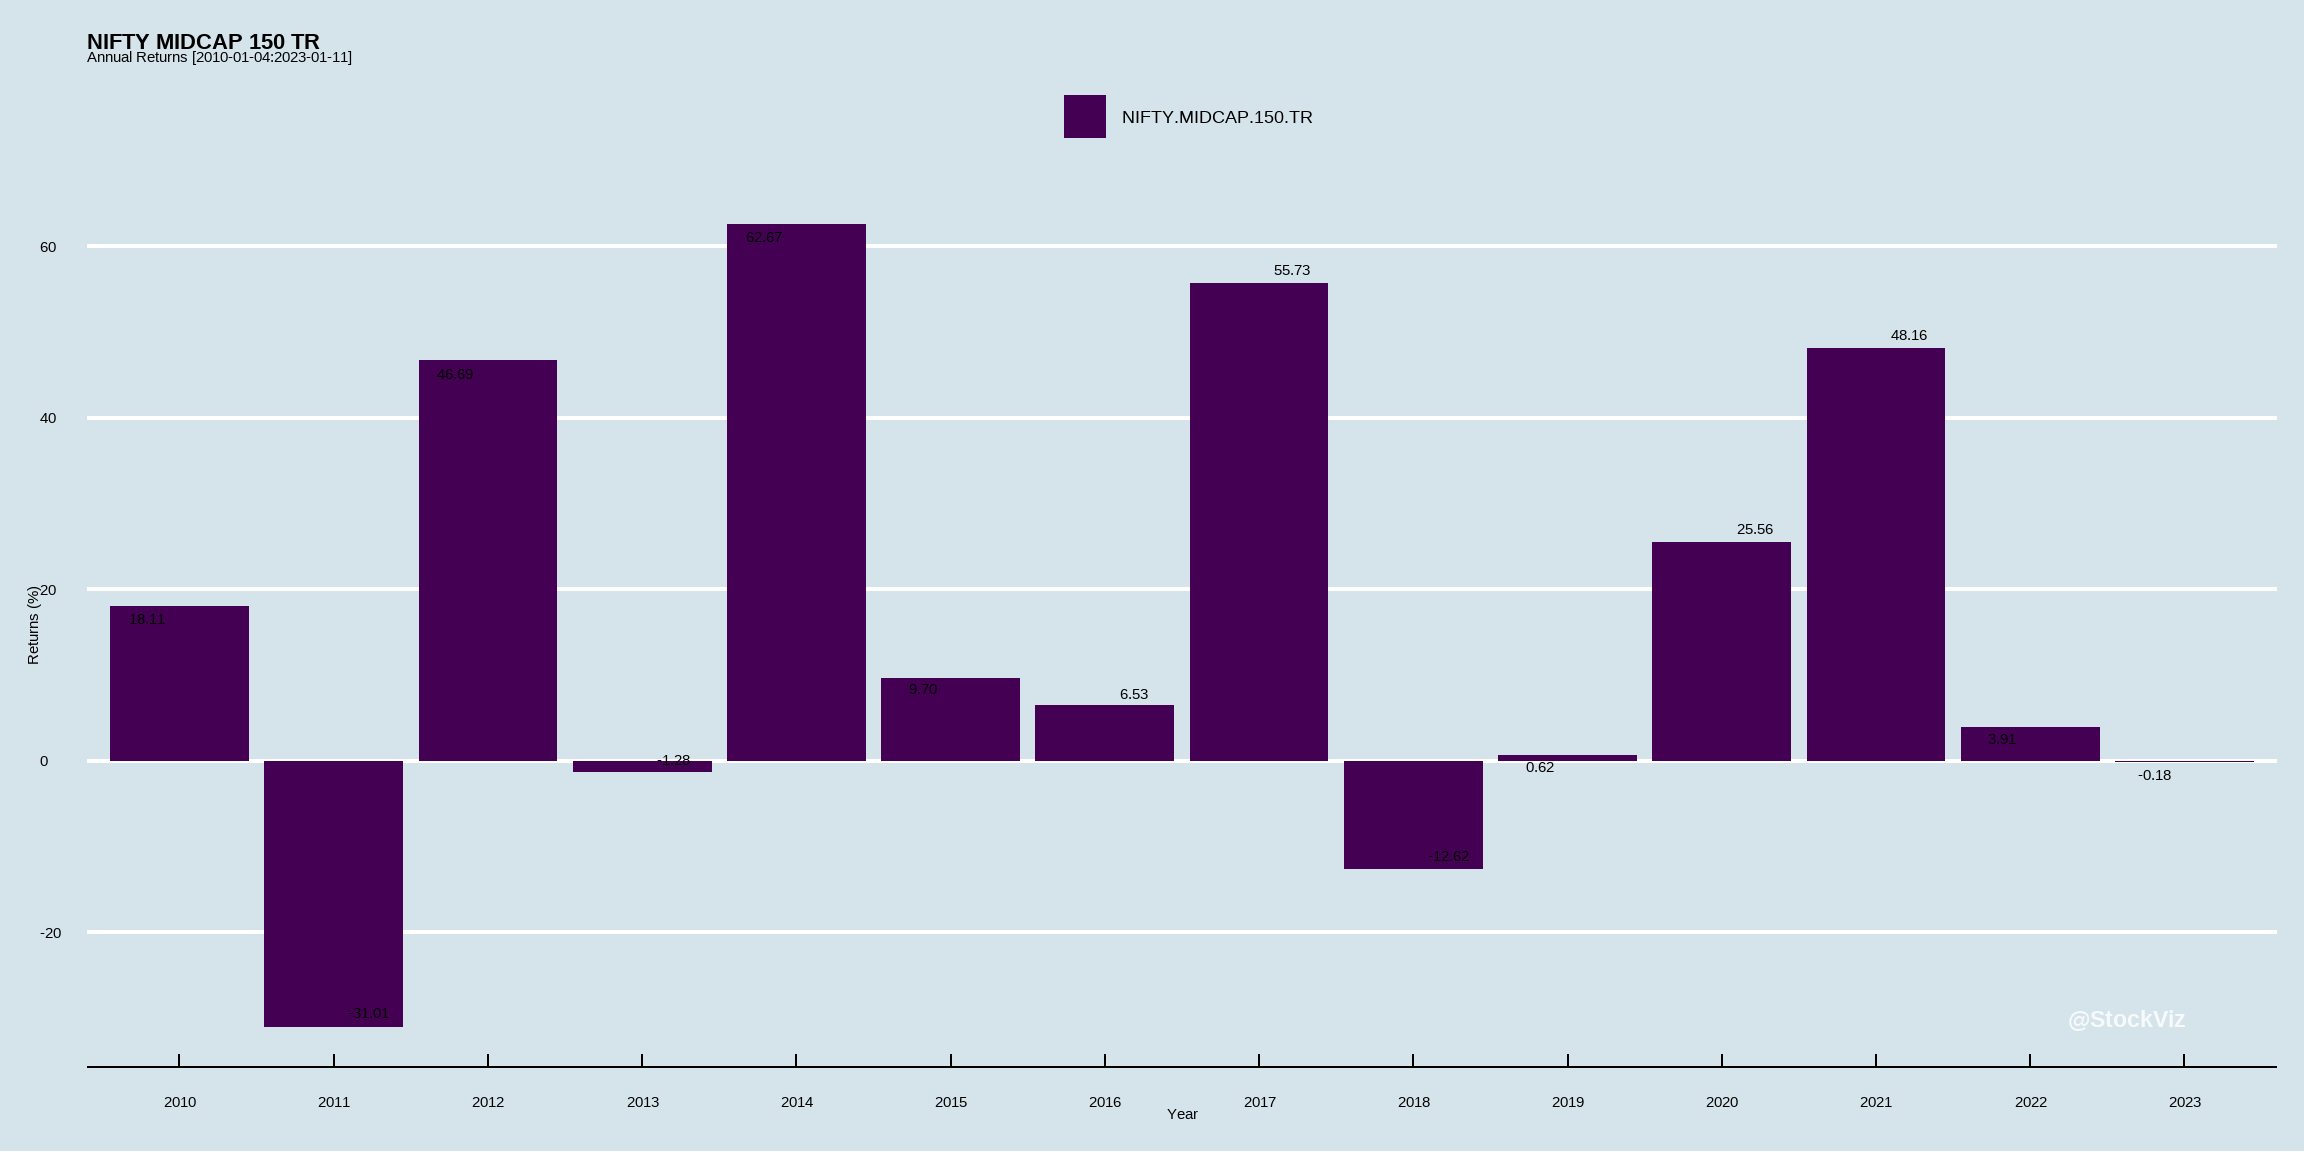 NIFTY MIDCAP 150 TR
Annual Returns [2010-01-04:2023-01-11]
NIFTY.MIDCAP.150.TR
Returns (%)
60
40
20
0
-20
18.11
-31.01
46.69
-1.28
62.67
9.70
6.53
55.73
-12.62
0.62
25.56
48.16
3.91
-0.18
@StockViz
2010 2011 2012 2013 2014 2015 2016 2017 2018 2019 2020 2021 2022 2023
Year